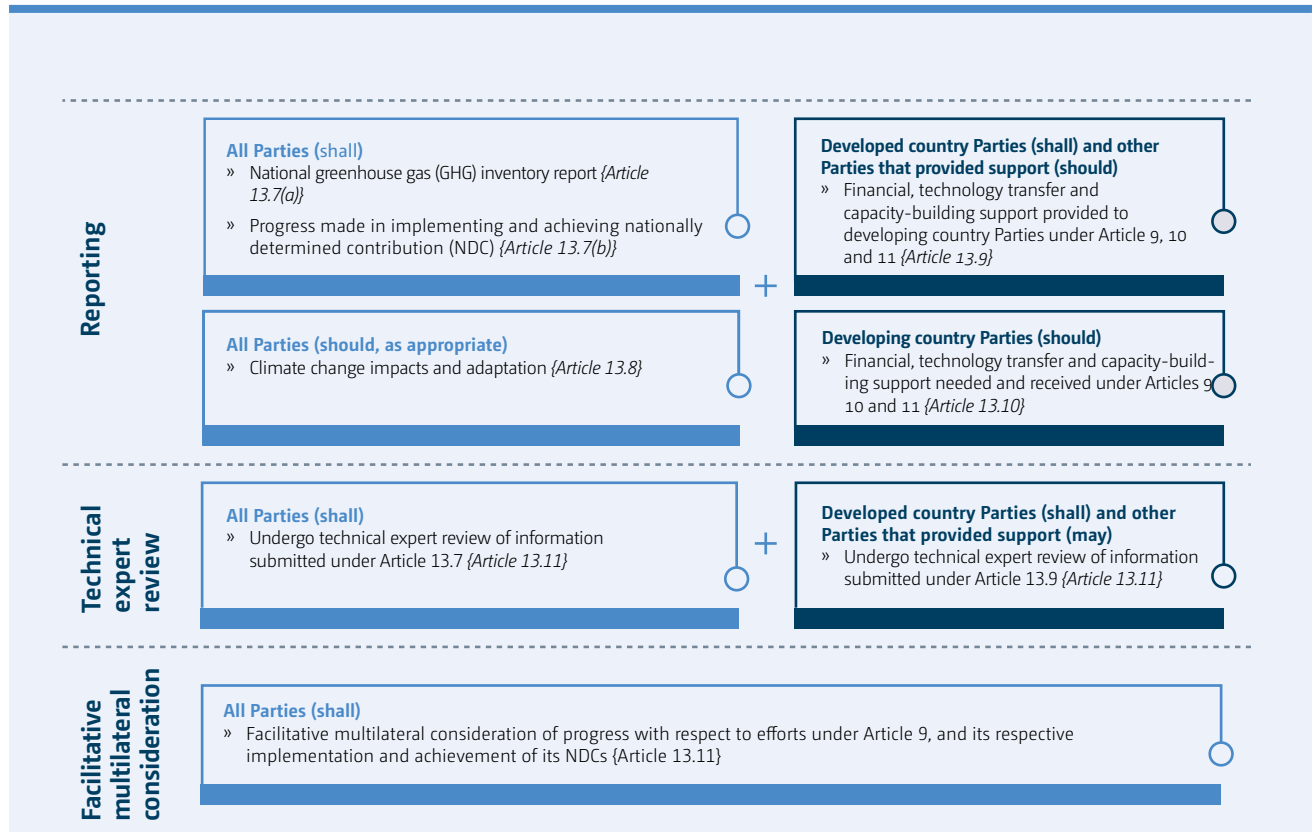 Reporting
All Parties (shall)
» National greenhouse gas (GHG) inventory report {Article
13.7(a)}
» Progress made in implementing and achieving nationally
determined contribution (NDC) {Article 13.7(b)}
+
Developed country Parties (shall) and other
Parties that provided support (should)
» Financial, technology transfer and
capacity-building support provided to
developing country Parties under Article 9, 10
and 11 {Article 13.9}
All Parties (should, as appropriate)
» Climate change impacts and adaptation {Article 13.8}
Developing country Parties (should)
» Financial, technology transfer and capacity-build-
ing support needed and received under Articles 9
10 and 11 {Article 13.10}
Technical
expert
review
All Parties (shall)
» Undergo technical expert review of information
submitted under Article 13.7 {Article 13.11}
+
Developed country Parties (shall) and other
Parties that provided support (may)
» Undergo technical expert review of information
submitted under Article 13.9 {Article 13.11}
Facilitative
multilateral
consideration
All Parties (shall)
» Facilitative multilateral consideration of progress with respect to efforts under Article 9, and its respective
implementation and achievement of its NDCs {Article 13.11}